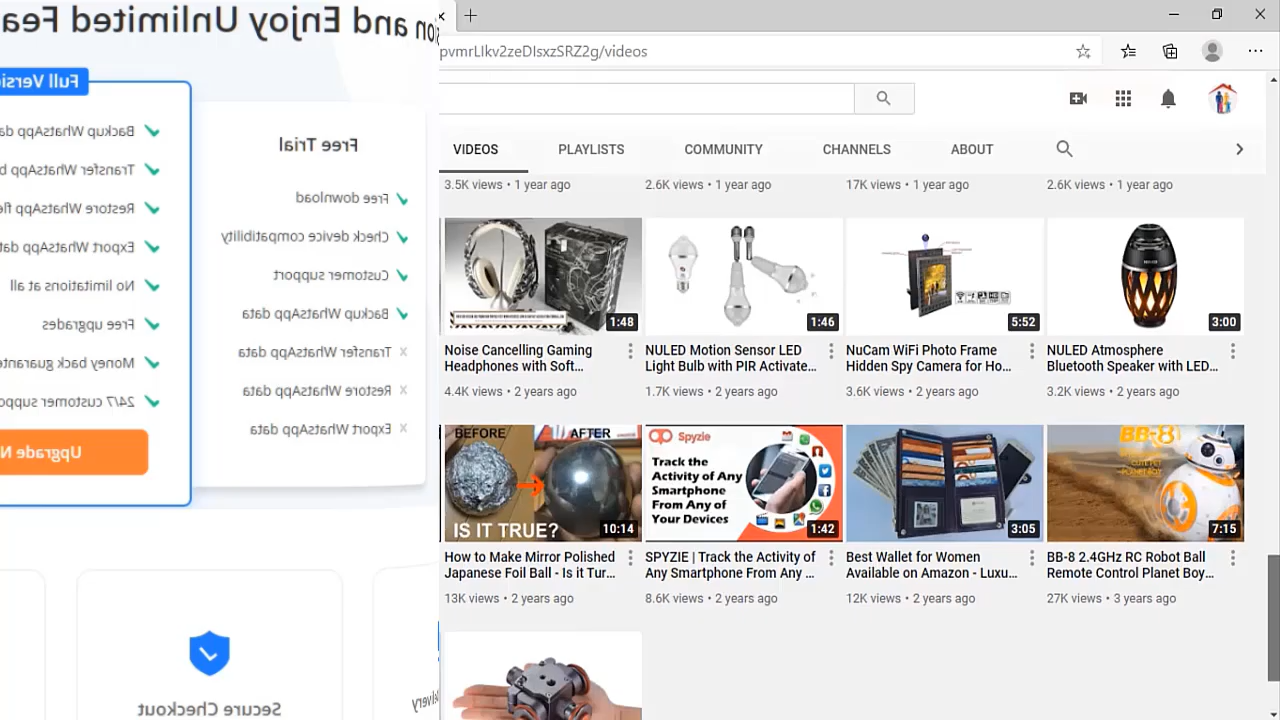 on and Enjoy Unlimited Fea
Full Versi
Backup WhatsApp da
Transfer WhatsApp b
Restore WhatsApp
Export WhatsApp dat
No limitations at all
Free upgrades
Money back guarante
24/7 customer suppo
Upgrade N
Free Trial
Free download
Check device compatibility
Customer support
Backup WhatsApp data
Transfer WhatsApp data
Restore WhatsApp data
Export WhatsApp data
Secure Checkout
elivery
pvmrLIkv2zeDIsxzSRZ2g/videos
VIDEOS PLAYLISTS COMMUNITY CHANNELS ABOUT
3.5K views • 1 year ago 2.6K views • 1 year ago 17K views • 1 year ago 2.6K views • 1 year ago
1:48 1:46 5:52 3:00
Noise Cancelling Gaming
Headphones with Soft...
4.4K views • 2 years ago
NULED Motion Sensor LED
Light Bulb with PIR Activate...
1.7K views • 2 years ago
NuCam WiFi Photo Frame
Hidden Spy Camera for Ho...
3.6K views • 2 years ago
NULED Atmosphere
Bluetooth Speaker with LED...
3.2K views • 2 years ago
BEFORE AFTER
IS IT TRUE?
10:14
How to Make Mirror Polished
Japanese Foil Ball - Is it Tur...
13K views • 2 years ago
Spyzie
Track the
Activity of Any
Smartphone
From Any of
Your Devices
1:42
SPYZIE | Track the Activity of
Any Smartphone From Any ...
8.6K views • 2 years ago
3:05
Best Wallet for Women
Available on Amazon - Luxu...
12K views • 2 years ago
BB-8
7:15
BB-8 2.4GHz RC Robot Ball
Remote Control Planet Boy...
27K views • 3 years ago